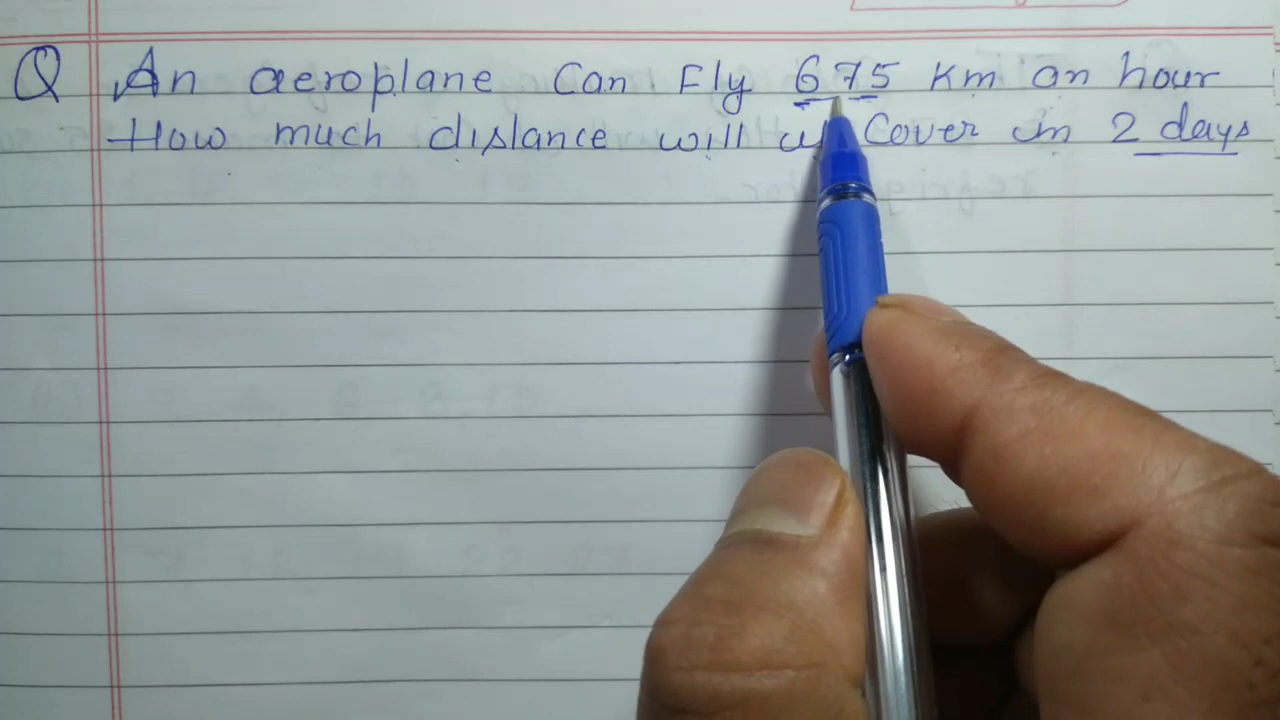 Q An aeroplane Can Fly 675 Km an hour
How much distance will Cover in 2 days